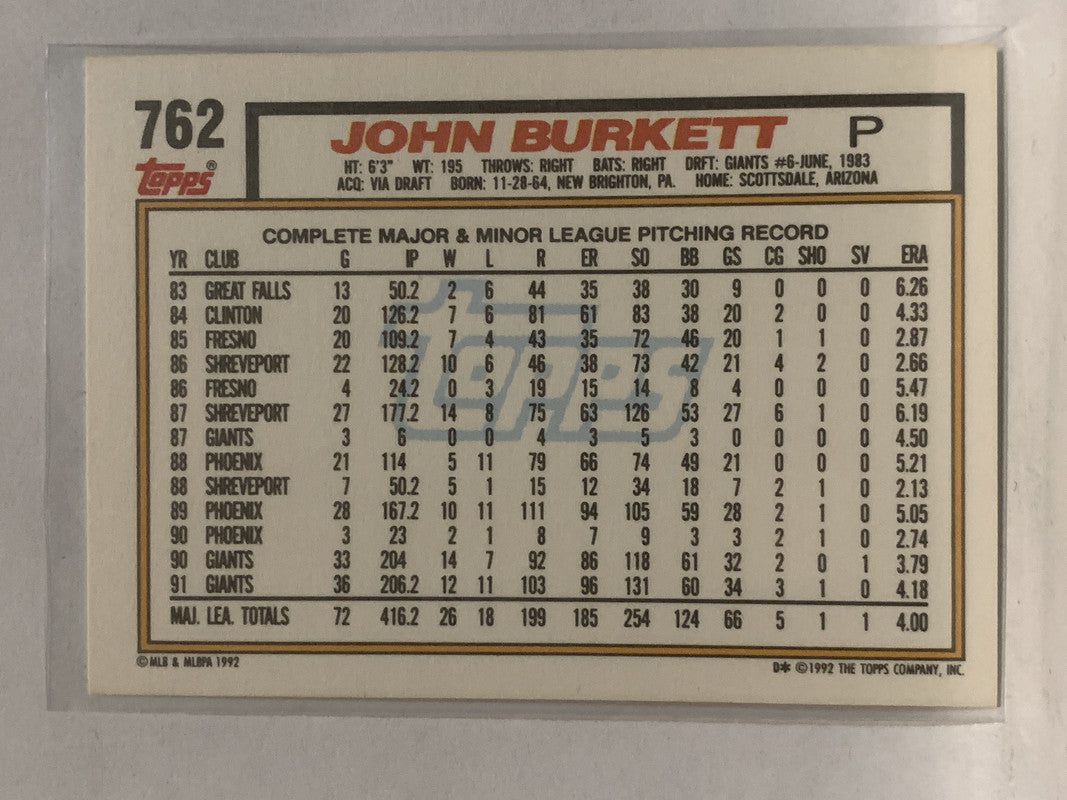 762
JOHN BURKETT P
topps®
HT: 6'3" WT: 195 THROWS: RIGHT BATS: RIGHT DRFT: GIANTS #6-JUNE, 1983
ACQ: VIA DRAFT BORN: 11-28-64, NEW BRIGHTON, PA. HOME: SCOTTSDALE, ARIZONA
COMPLETE MAJOR & MINOR LEAGUE PITCHING RECORD
YR CLUB G IP W L R ER SO BB GS CG SHO SV ERA
83 GREAT FALLS 13 50.2 2 6 44 35 38 30 9 0 0 0 6.26
84 CLINTON 20 126.2 7 6 81 61 83 38 20 2 0 0 4.33
85 FRESNO 20 109.2 7 4 43 35 72 46 20 1 1 0 2.87
86 SHREVEPORT 22 128.2 10 6 46 38 73 42 21 4 2 0 2.66
86 FRESNO 4 24.2 0 3 19 15 14 8 4 0 0 0 5.47
87 SHREVEPORT 27 177.2 14 8 75 63 126 53 27 6 1 0 6.19
87 GIANTS 3 6 0 0 4 3 5 3 0 0 0 0 4.50
88 PHOENIX 21 114 5 11 79 66 74 49 21 0 0 0 5.21
88 SHREVEPORT 7 50.2 5 1 15 12 34 18 7 2 1 0 2.13
89 PHOENIX 28 167.2 10 11 111 94 105 59 28 2 1 0 5.05
90 PHOENIX 3 23 2 1 8 7 9 3 3 2 1 0 2.74
90 GIANTS 33 204 14 7 92 86 118 61 32 2 0 1 3.79
91 GIANTS 36 206.2 12 11 103 96 131 60 34 3 1 0 4.18
MAJ. LEA. TOTALS 72 416.2 26 18 199 185 254 124 66 5 1 1 4.00
topps
© MLB & MLBPA 1992 D* © 1992 THE TOPPS COMPANY, INC.